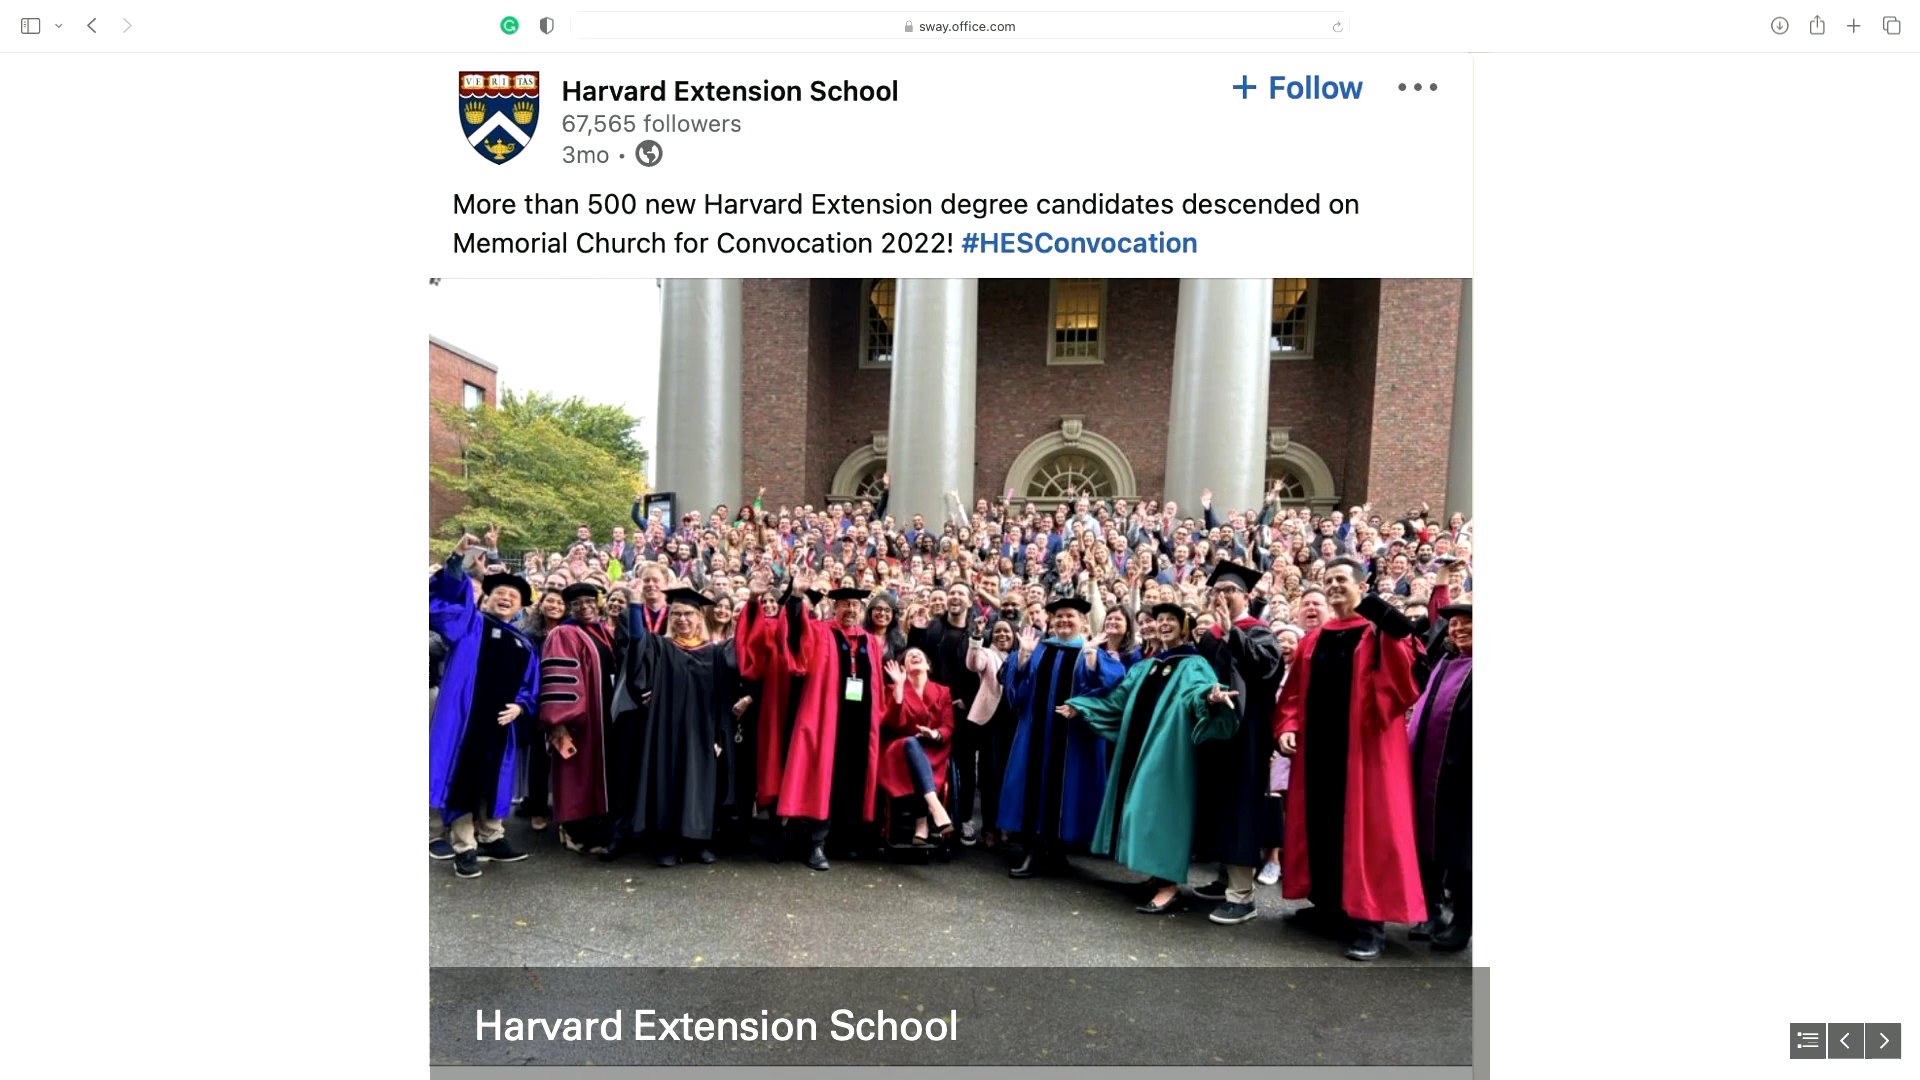 sway.office.com
VE RI TAS
Harvard Extension School
+ Follow
67,565 followers
3mo •
More than 500 new Harvard Extension degree candidates descended on
Memorial Church for Convocation 2022! #HESConvocation
Harvard Extension School